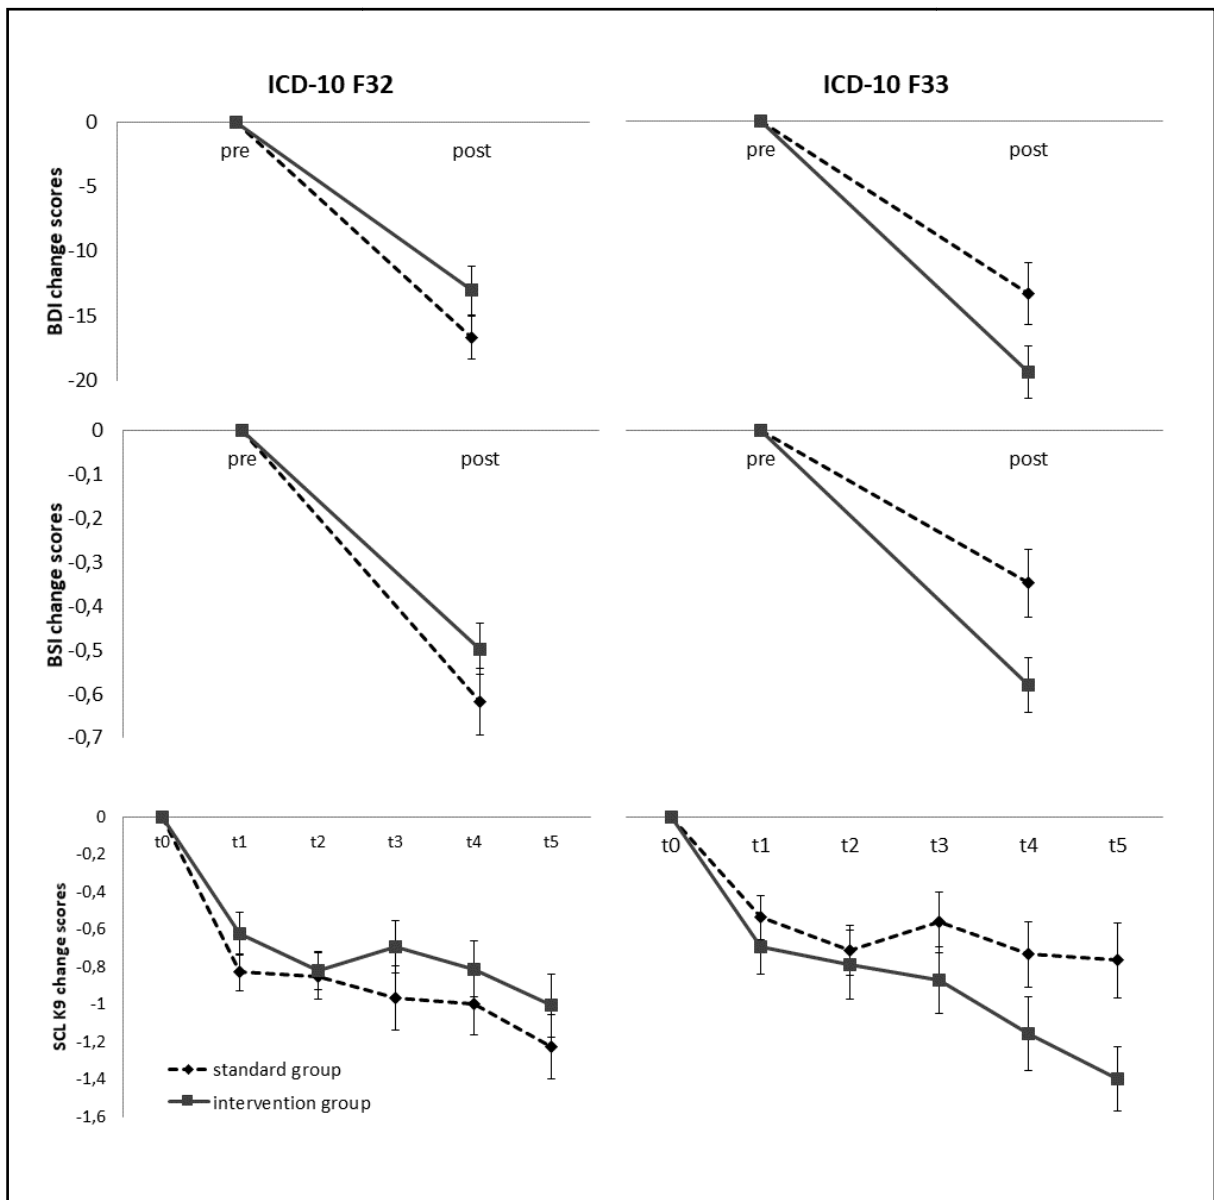 ICD-10 F32
ICD-10 F33
BDI change scores
0
-5
-10
-15
-20
pre
post
pre
post
BSI change scores
0
-0,1
-0,2
-0,3
-0,4
-0,5
-0,6
-0,7
pre
post
pre
post
SCL K9 change scores
0
-0,2
-0,4
-0,6
-0,8
-1
-1,2
-1,4
-1,6
t0 t1 t2 t3 t4 t5
t0 t1 t2 t3 t4 t5
standard group
intervention group